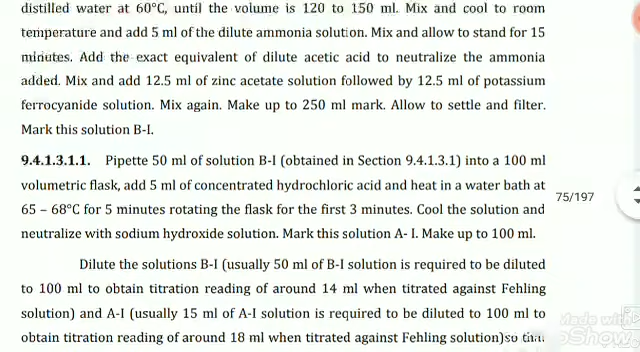 distilled water at 60°C, until the volume is 120 to 150 ml. Mix and cool to room
temperature and add 5 ml of the dilute ammonia solution. Mix and allow to stand for 15
minutes. Add the exact equivalent of dilute acetic acid to neutralize the ammonia
added. Mix and add 12.5 ml of zinc acetate solution followed by 12.5 ml of potassium
ferrocyanide solution. Mix again. Make up to 250 ml mark. Allow to settle and filter.
Mark this solution B-I.
9.4.1.3.1.1. Pipette 50 ml of solution B-I (obtained in Section 9.4.1.3.1) into a 100 ml
volumetric flask, add 5 ml of concentrated hydrochloric acid and heat in a water bath at
65 – 68°C for 5 minutes rotating the flask for the first 3 minutes. Cool the solution and
neutralize with sodium hydroxide solution. Mark this solution A- I. Make up to 100 ml.
75/197
Dilute the solutions B-I (usually 50 ml of B-I solution is required to be diluted
to 100 ml to obtain titration reading of around 14 ml when titrated against Fehling
solution) and A-I (usually 15 ml of A-I solution is required to be diluted to 100 ml to
obtain titration reading of around 18 ml when titrated against Fehling solution)so
Made with